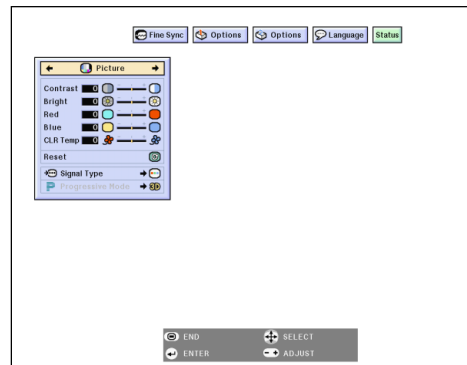 Fine Sync Options Options Language Status
Picture
Contrast 0
Bright 0
Red 0
Blue 0
CLR Temp 0
Reset
Signal Type
P Progressive Mode 3D
END SELECT
ENTER ADJUST